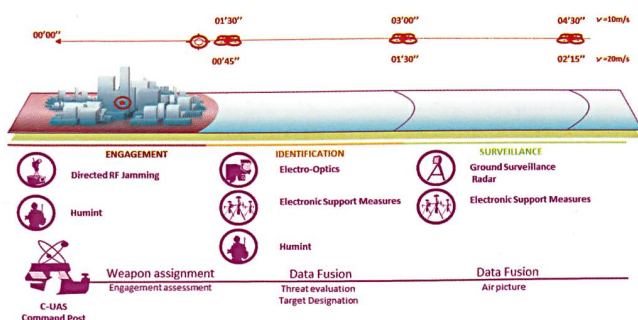 01'30"
03'00"
04'30"
v=10m/s
00'00"
00'45"
01'30"
02'15"
v=20m/s
ENGAGEMENT
IDENTIFICATION
SURVEILLANCE
Directed RF Jamming
Electro-Optics
Ground Surveillance
Radar
Humint
Electronic Support Measures
Electronic Support Measures
Humint
Weapon assignment
Data Fusion
Data Fusion
Engagement assessment
Threat evaluation
Air picture
Target Designation
C-UAS
Command Post